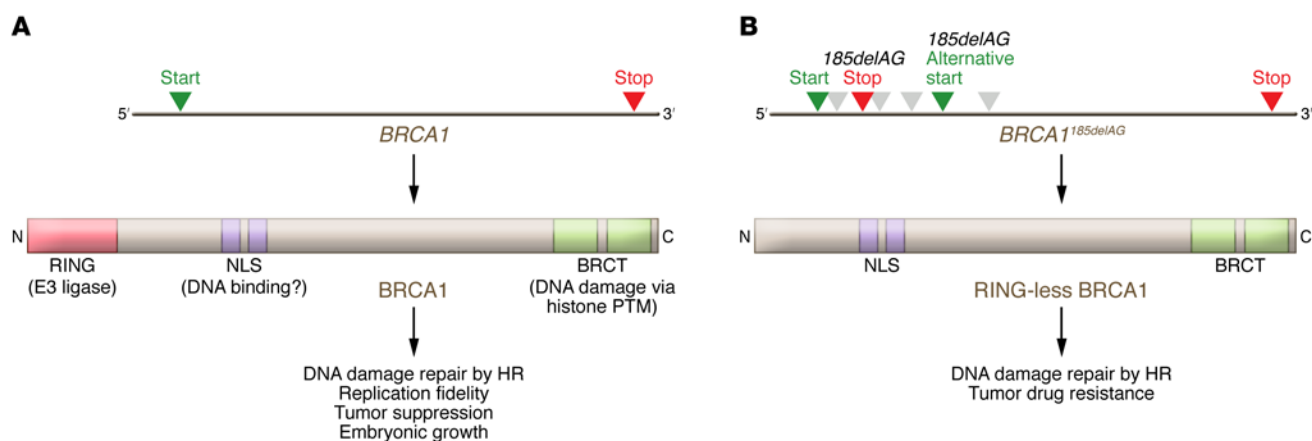 A
Start
Stop
5′
3′
BRCA1
N
C
RING
(E3 ligase)
NLS
(DNA binding?)
BRCT
(DNA damage via
histone PTM)
BRCA1
DNA damage repair by HR
Replication fidelity
Tumor suppression
Embryonic growth
B
185delAG
Start
Stop
185delAG
Alternative
start
Stop
5′
3′
BRCA1185delAG
N
C
NLS
BRCT
RING-less BRCA1
DNA damage repair by HR
Tumor drug resistance